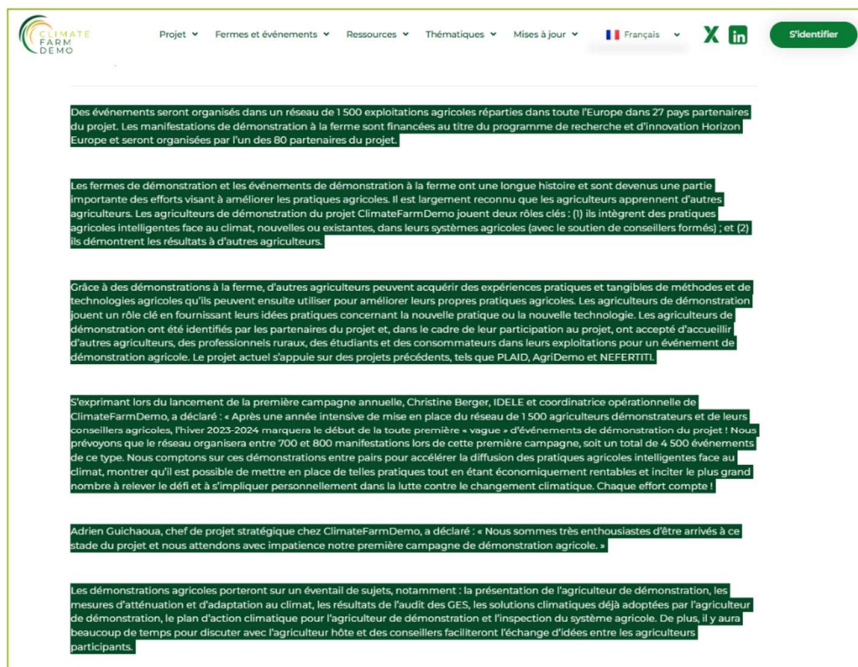 CLIMATE
FARM
DEMO
Projet Fermes et événements Ressources Thématiques Mises à jour Français X in S'identifier
Des événements seront organisés dans un réseau de 1 500 exploitations agricoles réparties dans toute l'Europe dans 27 pays partenaires
du projet. Les manifestations de démonstration à la ferme sont financées au titre du programme de recherche et d'innovation Horizon
Europe et seront organisées par l'un des 80 partenaires du projet.
Les fermes de démonstration et les événements de démonstration à la ferme ont une longue histoire et sont devenus une partie
importante des efforts visant à améliorer les pratiques agricoles. Il est largement reconnu que les agriculteurs apprennent d'autres
agriculteurs. Les agriculteurs de démonstration du projet ClimateFarmDemo jouent deux rôles clés : (1) ils intègrent des pratiques
agricoles intelligentes face au climat, nouvelles ou existantes, dans leurs systèmes agricoles (avec le soutien de conseillers formés) ; et (2)
ils démontrent les résultats à d'autres agriculteurs.
Grâce à des démonstrations à la ferme, d'autres agriculteurs peuvent acquérir des expériences pratiques et tangibles de méthodes et de
technologies agricoles qu'ils peuvent ensuite utiliser pour améliorer leurs propres pratiques agricoles. Les agriculteurs de démonstration
jouent un rôle clé en fournissant leurs idées pratiques concernant la nouvelle pratique ou la nouvelle technologie. Les agriculteurs de
démonstration ont été identifiés par les partenaires du projet et, dans le cadre de leur participation au projet, ont accepté d'accueillir
d'autres agriculteurs, des professionnels ruraux, des étudiants et des consommateurs dans leurs exploitations pour un événement de
démonstration agricole. Le projet actuel s'appuie sur des projets précédents, tels que PLAID, AgriDemo et NEFERTITI.
S'exprimant lors du lancement de la première campagne annuelle, Christine Berger, IDELE et coordinatrice opérationnelle de
ClimateFarmDemo, a déclaré : « Après une année intensive de mise en place du réseau de 1 500 agriculteurs démonstrateurs et de leurs
conseillers agricoles, l'hiver 2023-2024 marquera le début de la toute première « vague » d'événements de démonstration du projet ! Nous
prévoyons que le réseau organisera entre 700 et 800 manifestations lors de cette première campagne, soit un total de 4 500 événements
de ce type. Nous comptons sur ces démonstrations entre pairs pour accélérer la diffusion des pratiques agricoles intelligentes face au
climat, montrer qu'il est possible de mettre en place de telles pratiques tout en étant économiquement rentables et inciter le plus grand
nombre à relever le défi et à s'impliquer personnellement dans la lutte contre le changement climatique. Chaque effort compte !
Adrien Guichaoua, chef de projet stratégique chez ClimateFarmDemo, a déclaré : « Nous sommes très enthousiastes d'être arrivés à ce
stade du projet et nous attendons avec impatience notre première campagne de démonstration agricole. »
Les démonstrations agricoles porteront sur un éventail de sujets, notamment : la présentation de l'agriculteur de démonstration, les
mesures d'atténuation et d'adaptation au climat, les résultats de l'audit des GES, les solutions climatiques déjà adoptées par l'agriculteur
de démonstration, le plan d'action climatique pour l'agriculteur de démonstration et l'inspection du système agricole. De plus, il y aura
beaucoup de temps pour discuter avec l'agriculteur hôte et des conseillers faciliteront l'échange d'idées entre les agriculteurs
participants.